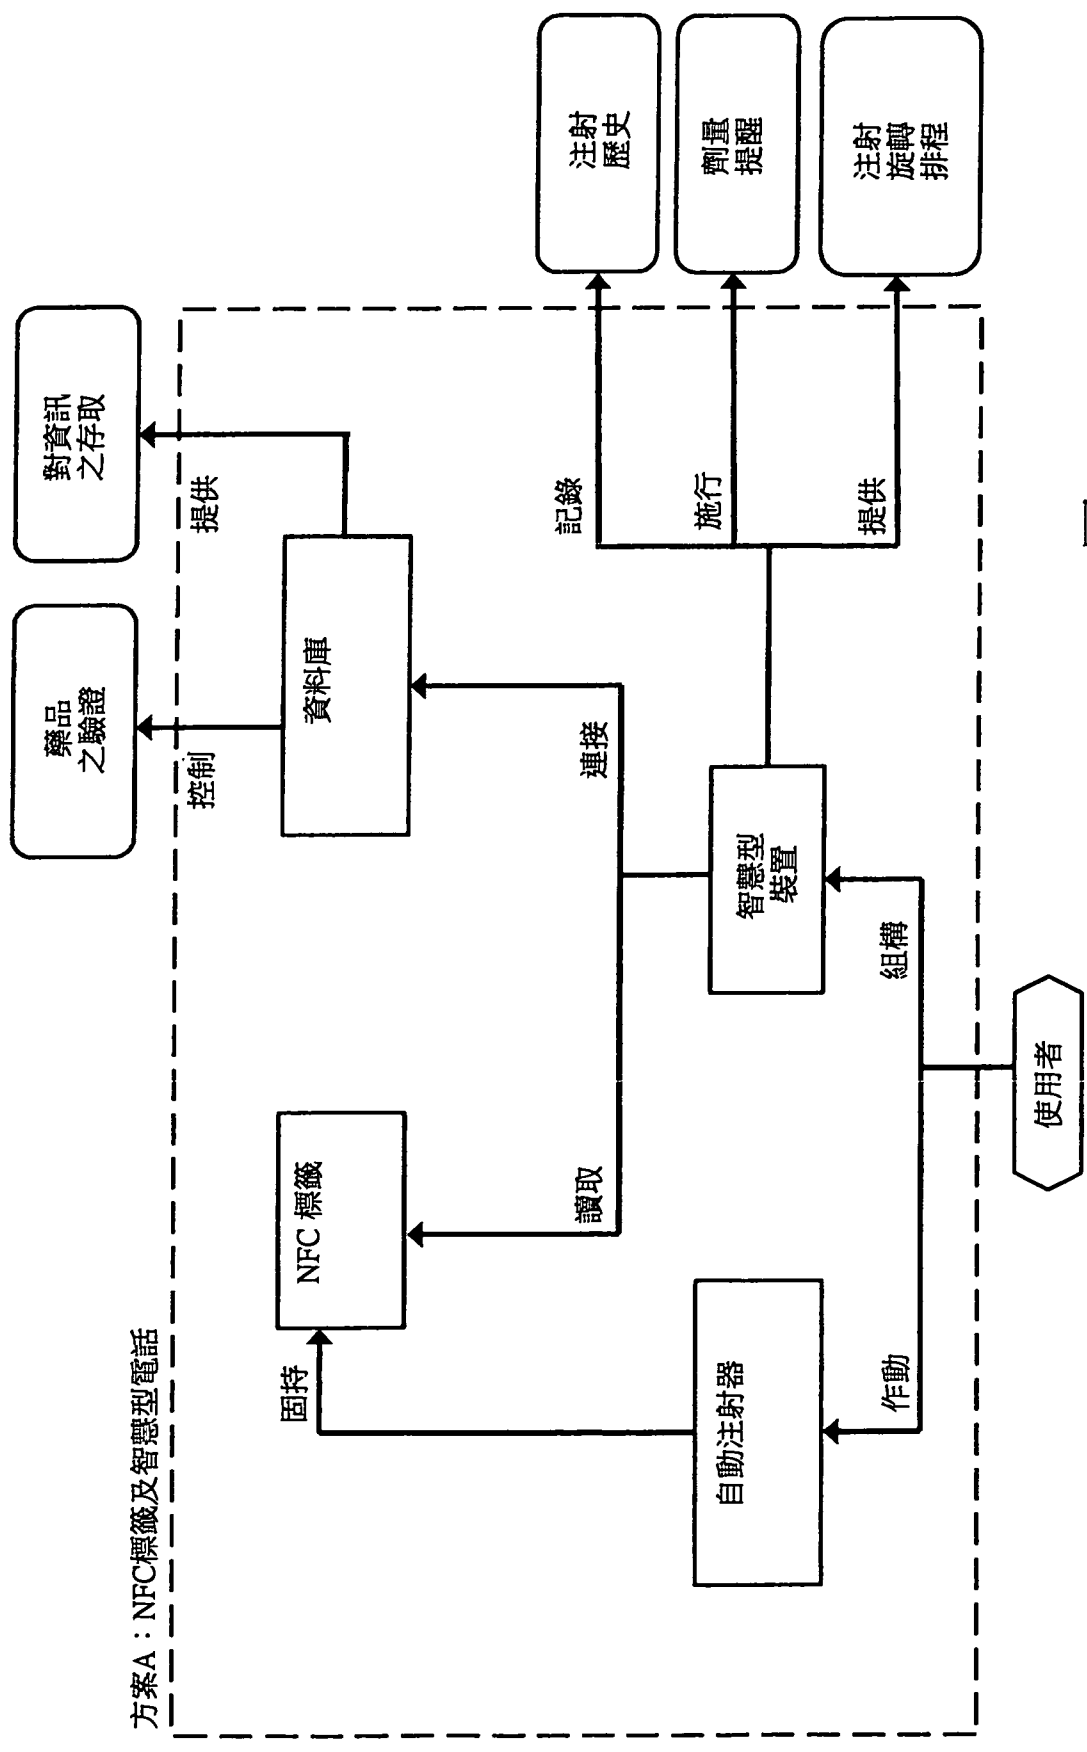 藥品
之驗證
對資訊
之存取
方案A：NFC標籤及智慧型電話
控制
提供
固持
NFC 標籤
資料庫
讀取
連接
記錄
注射
歷史
施行
劑量
提醒
自動注射器
智慧型
裝置
提供
注射
旋轉
排程
作動
組構
使用者